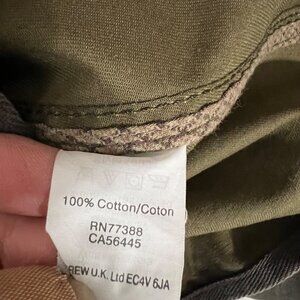 100% Cotton/Coton
RN77388
CA56445
REW U.K. Ltd EC4V 6JA